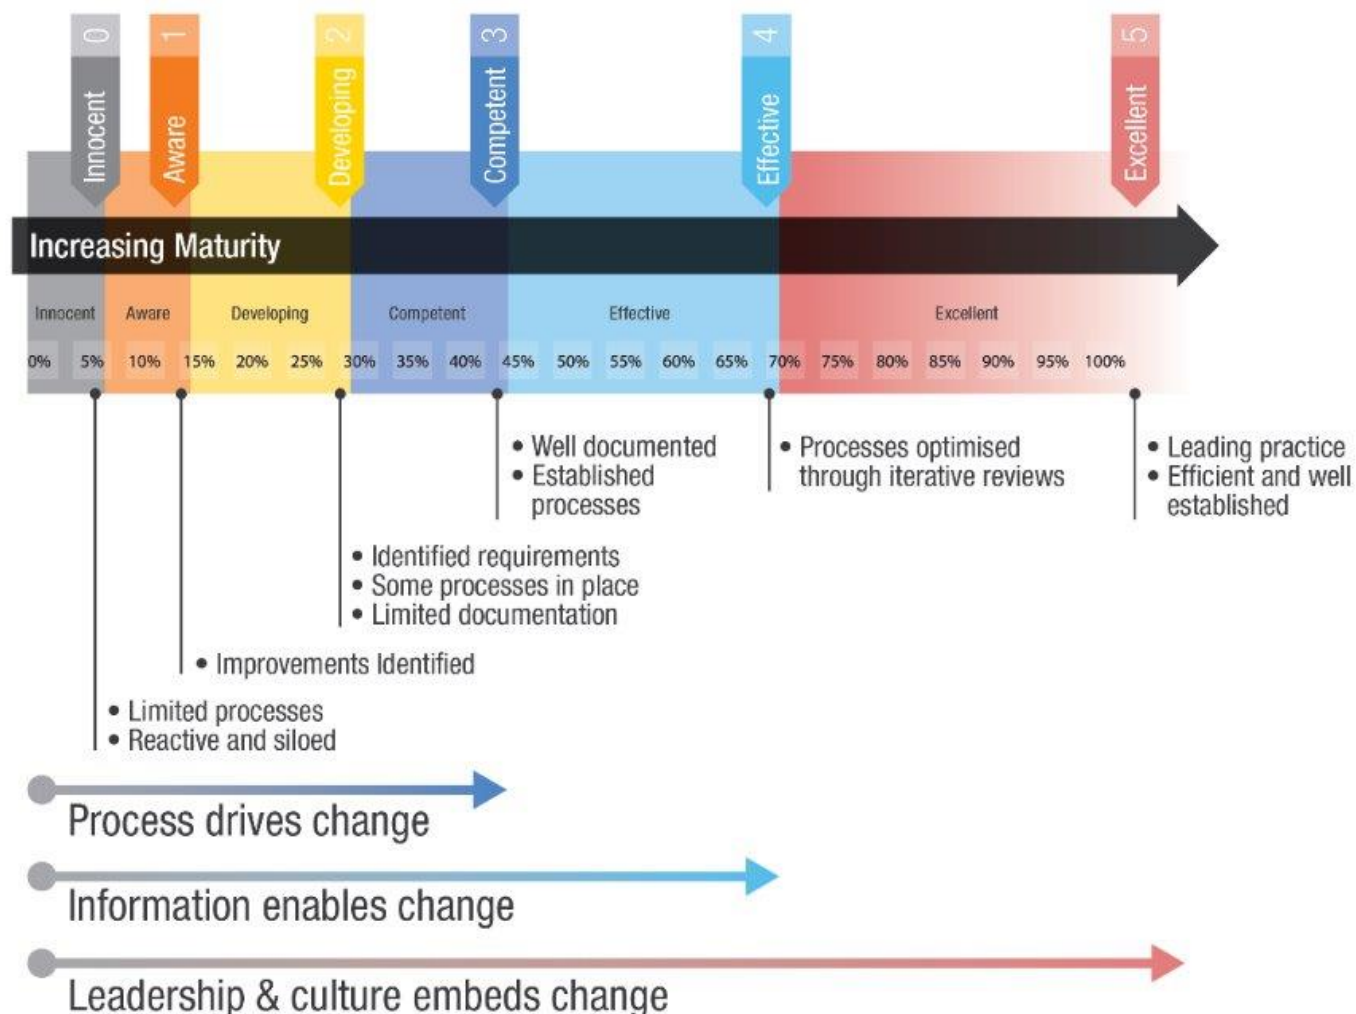 0
1
2
3
4
5
Innocent
Aware
Developing
Competent
Effective
Excellent
Increasing Maturity
Innocent Aware Developing Competent Effective Excellent
0% 5% 10% 15% 20% 25% 30% 35% 40% 45% 50% 55% 60% 65% 70% 75% 80% 85% 90% 95% 100%
• Well documented
• Established
processes
• Processes optimised
through iterative reviews
• Leading practice
• Efficient and well
established
• Identified requirements
• Some processes in place
• Limited documentation
• Improvements Identified
• Limited processes
• Reactive and siloed
Process drives change
Information enables change
Leadership & culture embeds change